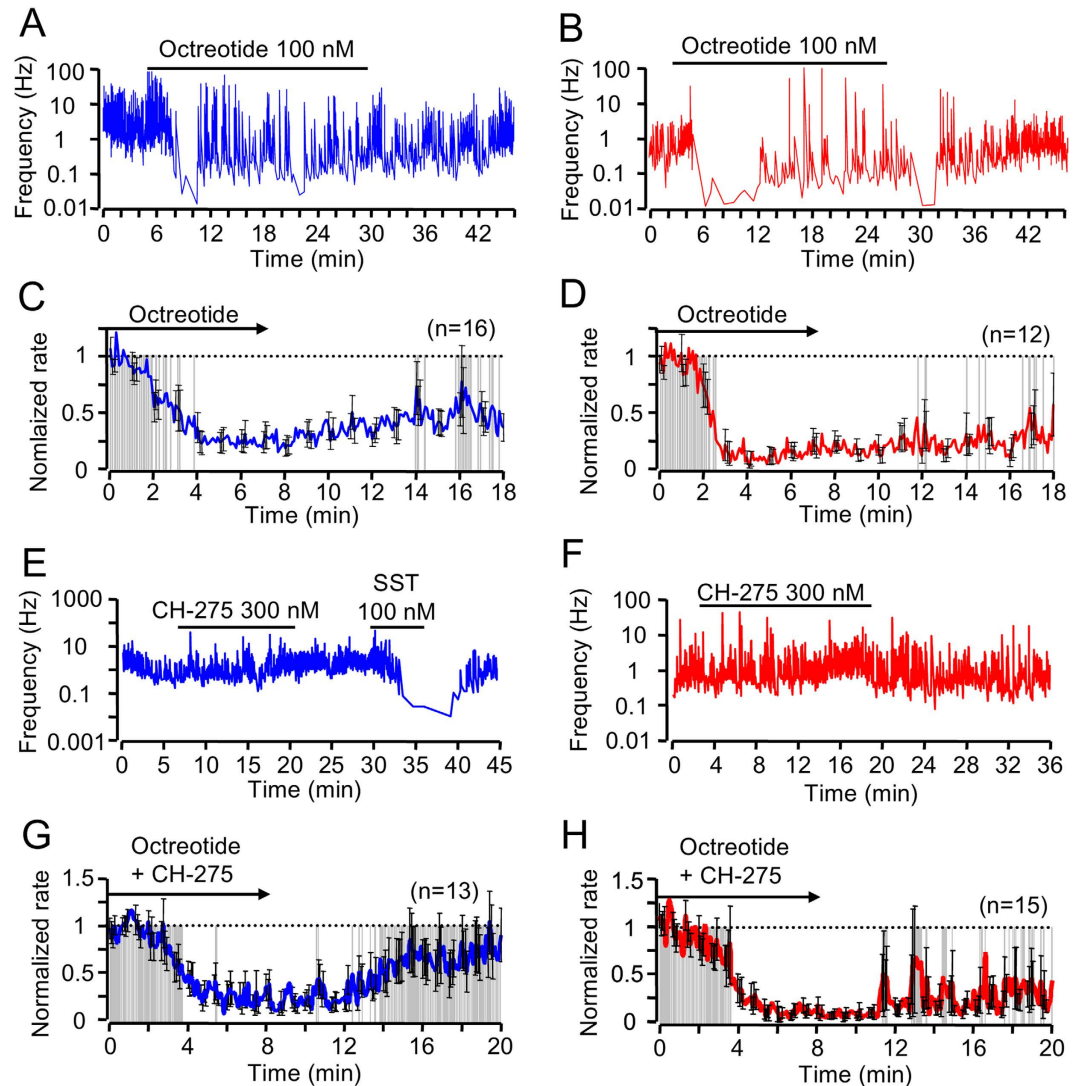 A
Octreotide 100 nM
Frequency (Hz)
100
10
1
0.1
0.01
0 6 12 18 24 30 36 42
Time (min)
B
Octreotide 100 nM
Frequency (Hz)
100
10
1
0.1
0.01
0 6 12 18 24 30 36 42
Time (min)
C
Octreotide
(n=16)
Nomlaized rate
1
0.5
0
0 2 4 6 8 10 12 14 16 18
Time (min)
D
Octreotide
(n=12)
Normalized rate
1
0.5
0
0 2 4 6 8 10 12 14 16 18
Time (min)
E
SST
CH-275 300 nM 100 nM
Frequency (Hz)
1000
10
0.1
0.001
0 5 10 15 20 25 30 35 40 45
Time (min)
F
CH-275 300 nM
Frequency (Hz)
100
10
1
0.1
0.01
0 4 8 12 16 20 24 28 32 36
Time (min)
G
Octreotide
+ CH-275
(n=13)
Normalized rate
1.5
1
0.5
0
0 4 8 12 16 20
Time (min)
H
Octreotide
+ CH-275
(n=15)
Normalized rate
1.5
1
0.5
0
0 4 8 12 16 20
Time (min)